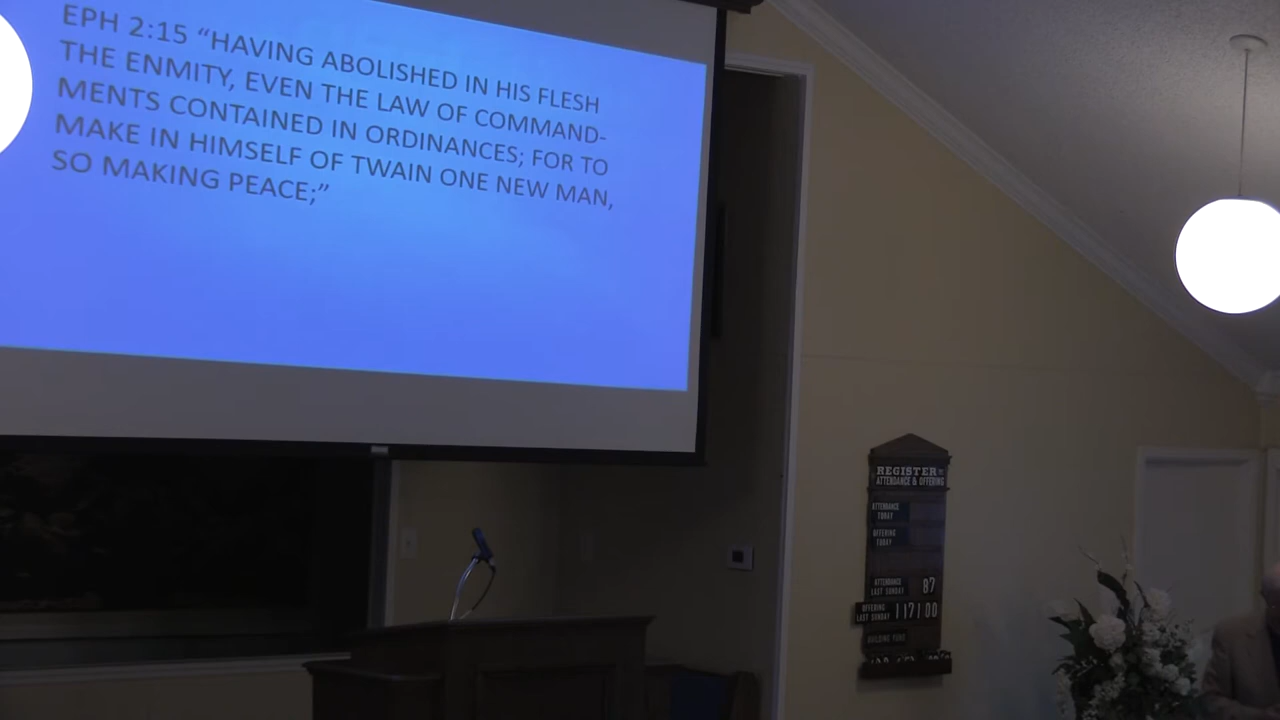 EPH 2:15 “HAVING ABOLISHED IN HIS FLESH
THE ENMITY, EVEN THE LAW OF COMMAND-
MENTS CONTAINED IN ORDINANCES; FOR TO
MAKE IN HIMSELF OF TWAIN ONE NEW MAN,
SO MAKING PEACE;”
REGISTER OF
ATTENDANCE & OFFERING
ATTENDANCE
TODAY
OFFERING
TODAY
ATTENDANCE
LAST SUNDAY 87
OFFERING
LAST SUNDAY 1171 00
BUILDING FUND